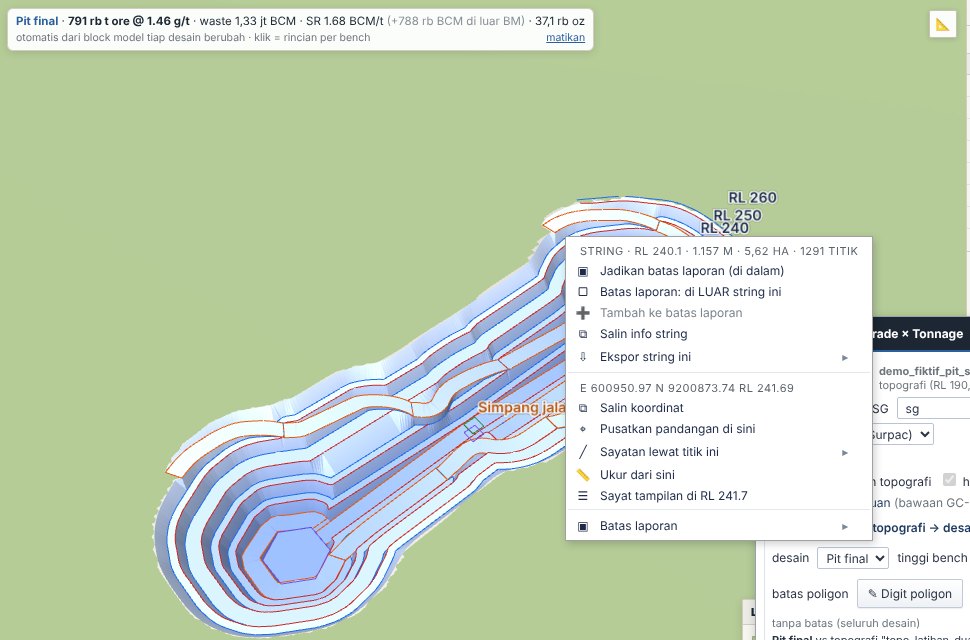 Pit final · 791 rb t ore @ 1.46 g/t · waste 1,33 jt BCM · SR 1.68 BCM/t (+788 rb BCM di luar BM) · 37,1 rb oz
otomatis dari block model tiap desain berubah · klik = rincian per bench matikan
RL 260
RL 250
RL 240
STRING · RL 240.1 · 1.157 M · 5,62 HA · 1291 TITIK
Jadikan batas laporan (di dalam)
Batas laporan: di LUAR string ini
Tambah ke batas laporan
Salin info string
Ekspor string ini
E 600950.97 N 9200873.74 RL 241.69
Salin koordinat
Pusatkan pandangan di sini
Sayatan lewat titik ini
Ukur dari sini
Sayat tampilan di RL 241.7
Batas laporan
Simpang jala
rade × Tonnage
demo_fiktif_pit_s
topografi (RL 190,
SG sg
Surpac)
topografi
uan (bawaan GC-
topografi → desa
desain Pit final tinggi bench
batas poligon ✎ Digit poligon
tanpa batas (seluruh desain)